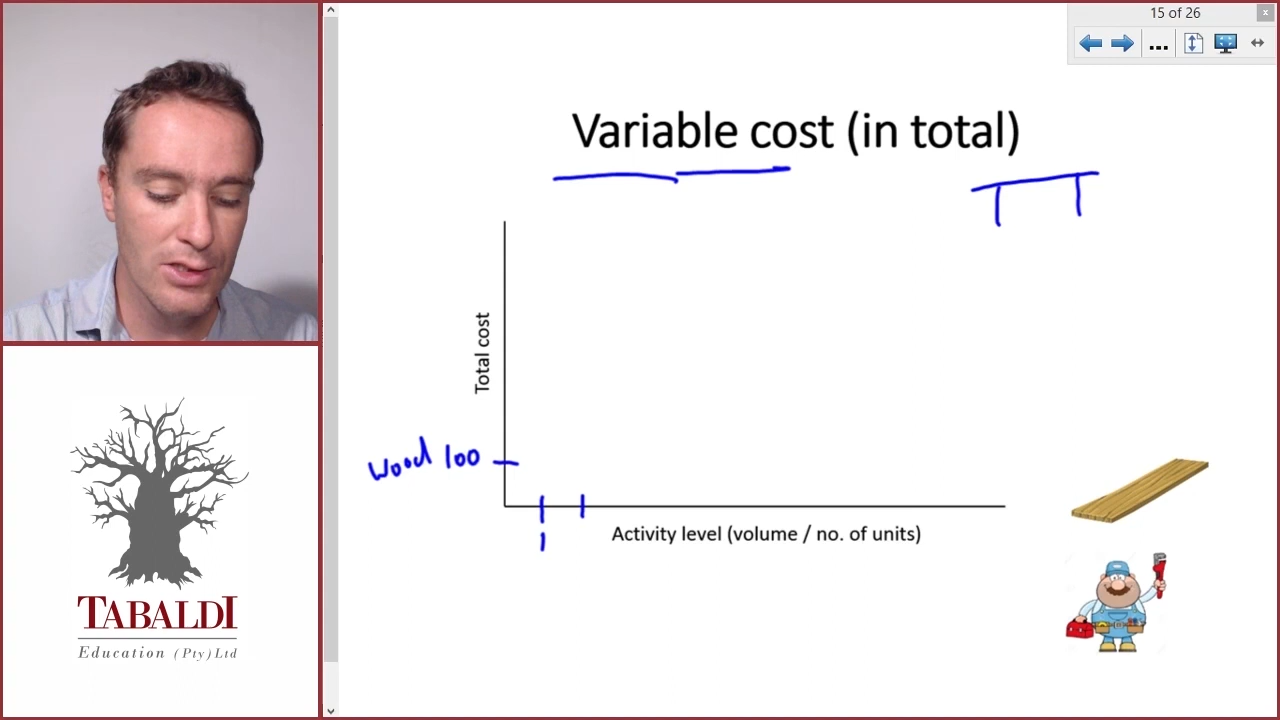 15 of 26
Variable cost (in total)
Total cost
Wood 100
1
Activity level (volume / no. of units)
TABALDI
Education (Pty) Ltd